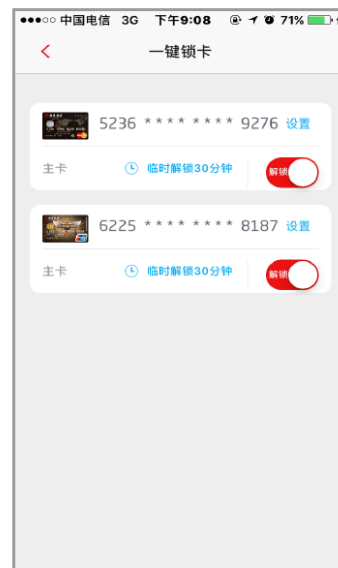 中国电信 3G 下午9:08 71%
一键锁卡
5236 **** **** 9276 设置
主卡 临时解锁30分钟 解锁
6225 **** **** 8187 设置
主卡 临时解锁30分钟 解锁